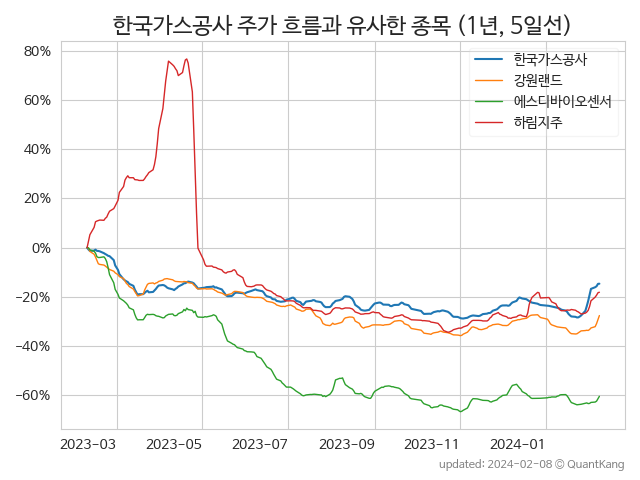 한국가스공사 주가 흐름과 유사한 종목 (1년, 5일선)
80%
60%
40%
20%
0%
−20%
−40%
−60%
한국가스공사
강원랜드
에스디바이오센서
하림지주
2023-03 2023-05 2023-07 2023-09 2023-11 2024-01
updated: 2024-02-08 © QuantKang